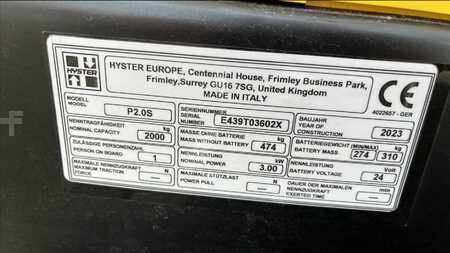 HYSTER
HYSTER EUROPE, Centennial House, Frimley Business Park,
Frimley, Surrey GU16 7SG, United Kingdom
MADE IN ITALY
CE
4022657 - GER
MODELL
MODEL
P2.0S
SERIENNUMMER
SERIAL
NUMBER
E439T03602X
BAUJAHR
YEAR OF
CONSTRUCTION
2023
NENNTRAGFÄHIGKEIT
NOMINAL CAPACITY
kg
2000
MASSE OHNE BATTERIE
MASS WITHOUT BATTERY
kg
474
BATTERIEGEWICHT (MIN/MAX)
BATTERY MASS
kg
274
310
ZULÄSSIGE PERSONEN
PERSON ON BOARD
1
NENNLEISTUNG
NOMINAL POWER
kW
3.00
NENNLEISTUNG
BATTERY VOLTAGE
Volt
24
MAXIMALE NENNZUGKRAFT
MAXIMUM TRACTION
FORCE
N
---
MAXIMALE STÜTZLAST
POWER PULL
N
---
DAUER DER MAXIMALEN
EXERTED TIME
min
---